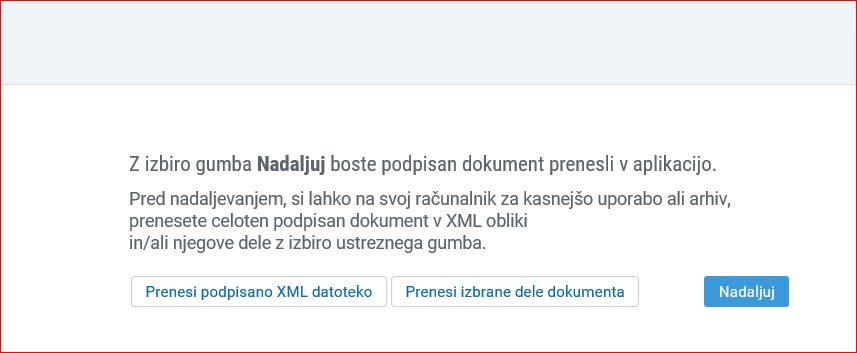 Z izbiro gumba Nadaljuj boste podpisan dokument prenesli v aplikacijo.
Pred nadaljevanjem, si lahko na svoj računalnik za kasnejšo uporabo ali arhiv,
prenesete celoten podpisan dokument v XML obliki
in/ali njegove dele z izbiro ustreznega gumba.
Prenesi podpisano XML datoteko
Prenesi izbrane dele dokumenta
Nadaljuj